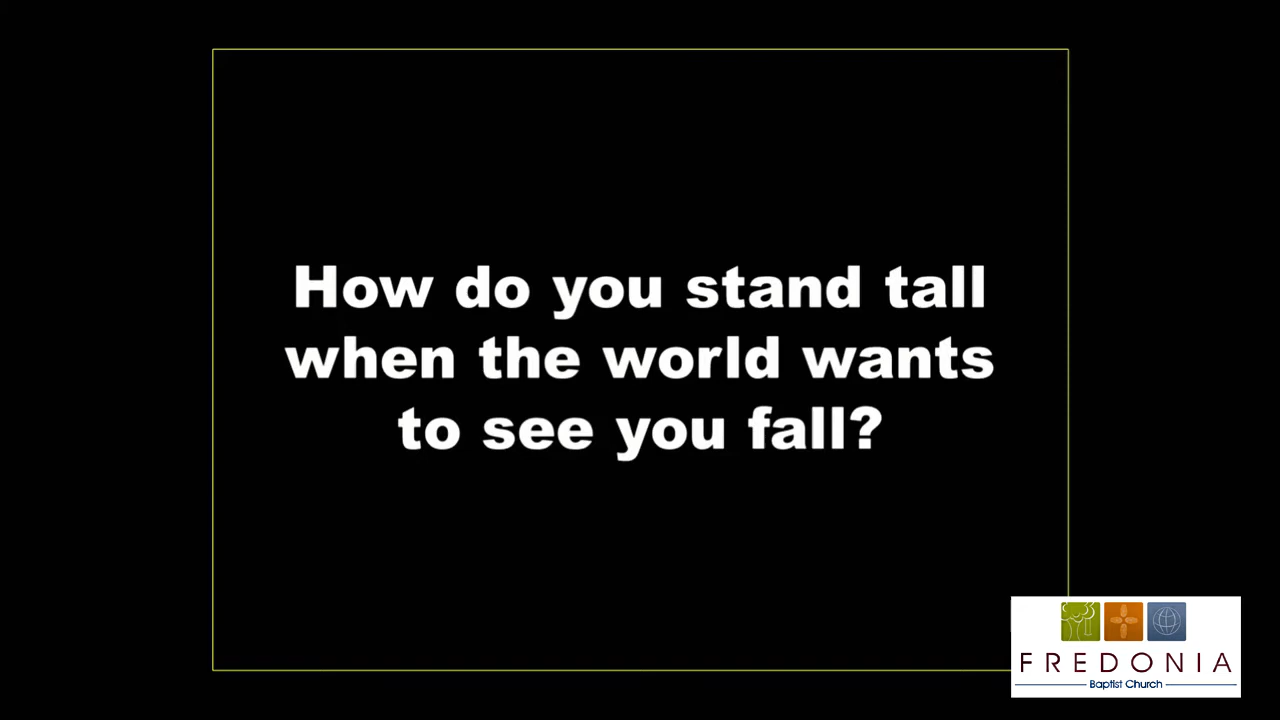 How do you stand tall
when the world wants
to see you fall?
FREDONIA
Baptist Church